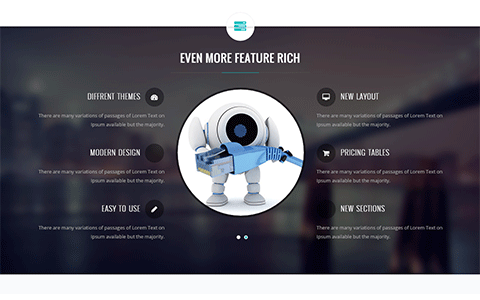 EVEN MORE FEATURE RICH
DIFFRENT THEMES
There are many variations of passages of Lorem Text on
Ipsum available but the majority.
MODERN DESIGN
There are many variations of passages of Lorem Text on
Ipsum available but the majority.
EASY TO USE
There are many variations of passages of Lorem Text on
Ipsum available but the majority.
NEW LAYOUT
There are many variations of passages of Lorem Text on
Ipsum available but the majority.
PRICING TABLES
There are many variations of passages of Lorem Text on
Ipsum available but the majority.
NEW SECTIONS
There are many variations of passages of Lorem Text on
Ipsum available but the majority.